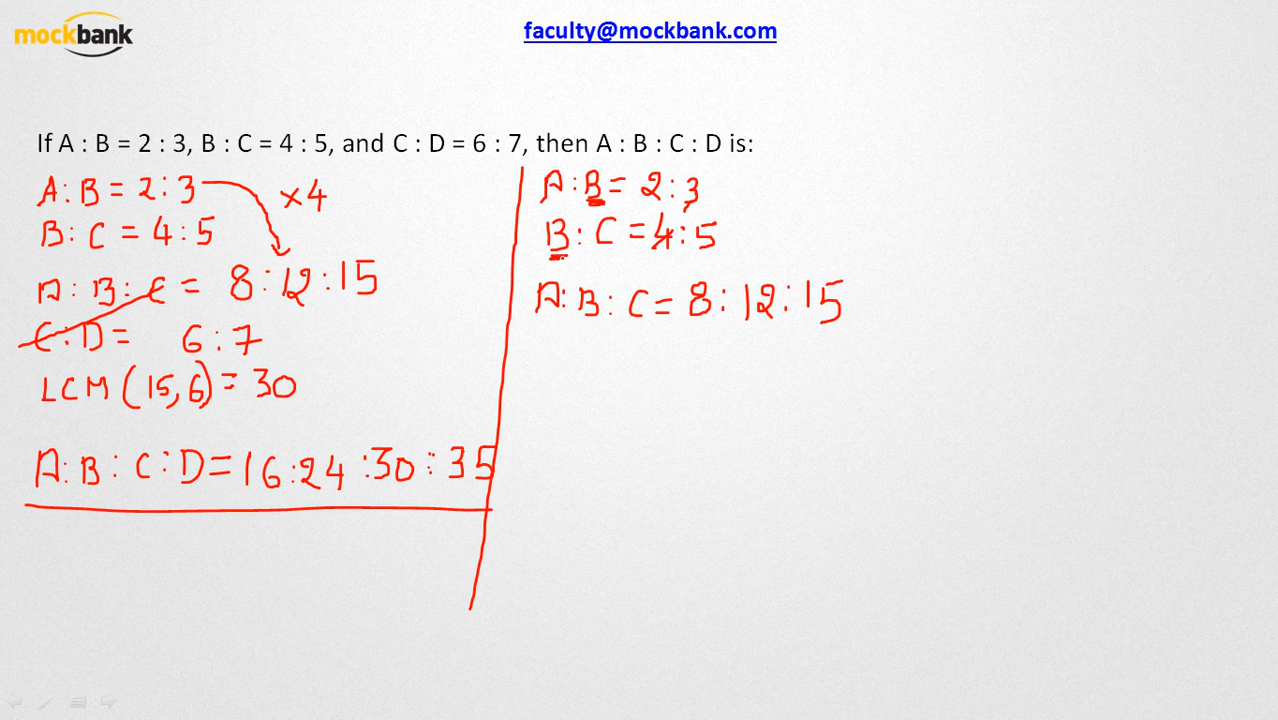 mockbank
faculty@mockbank.com
If A : B = 2 : 3, B : C = 4 : 5, and C : D = 6 : 7, then A : B : C : D is:
A : B = 2 : 3 ×4
B : C = 4 : 5
A : B : C = 8 : 12 : 15
C : D = 6 : 7
LCM (15, 6) = 30
A : B : C : D = 16 : 24 : 30 : 35
A : B = 2 : 3
B : C = 4 : 5
A : B : C = 8 : 12 : 15